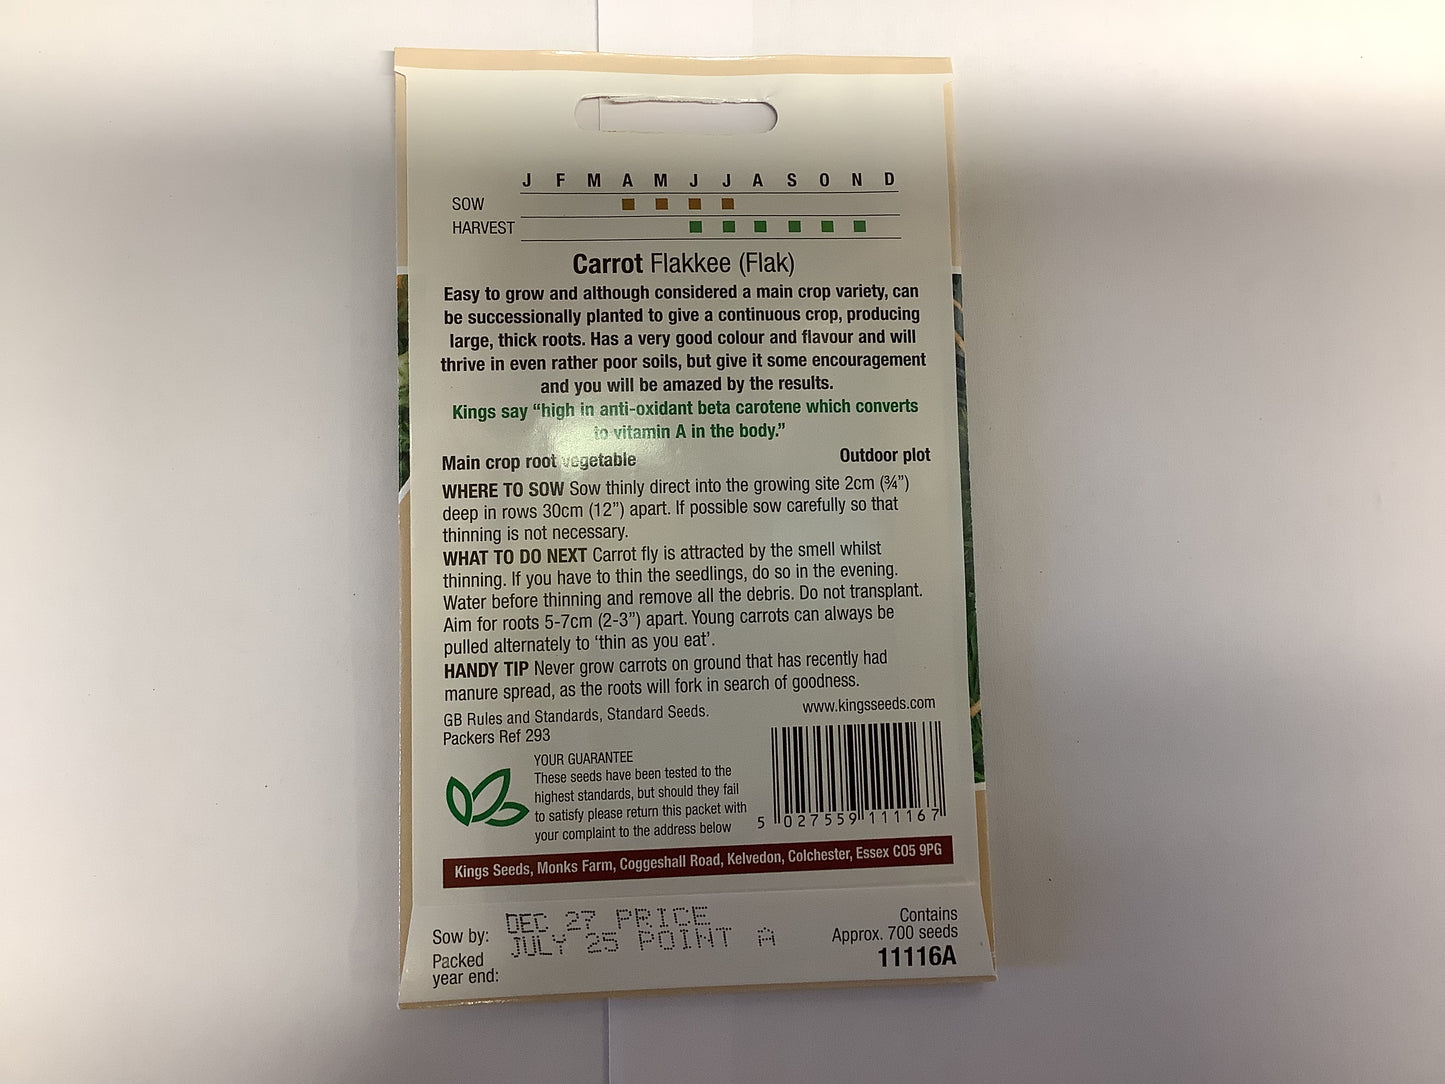 J F M A M J J A S O N D
SOW
HARVEST
Carrot Flakkee (Flak)
Easy to grow and although considered a main crop variety, can
be successionally planted to give a continuous crop, producing
large, thick roots. Has a very good colour and flavour and will
thrive in even rather poor soils, but give it some encouragement
and you will be amazed by the results.
Kings say “high in anti-oxidant beta carotene which converts
to vitamin A in the body.”
Main crop root vegetable Outdoor plot
WHERE TO SOW Sow thinly direct into the growing site 2cm (¾”)
deep in rows 30cm (12”) apart. If possible sow carefully so that
thinning is not necessary.
WHAT TO DO NEXT Carrot fly is attracted by the smell whilst
thinning. If you have to thin the seedlings, do so in the evening.
Water before thinning and remove all the debris. Do not transplant.
Aim for roots 5-7cm (2-3”) apart. Young carrots can always be
pulled alternately to ‘thin as you eat’.
HANDY TIP Never grow carrots on ground that has recently had
manure spread, as the roots will fork in search of goodness.
GB Rules and Standards, Standard Seeds. www.kingsseeds.com
Packers Ref 293
YOUR GUARANTEE
These seeds have been tested to the
highest standards, but should they fail
to satisfy please return this packet with
your complaint to the address below
5 027559 111167
Kings Seeds, Monks Farm, Coggeshall Road, Kelvedon, Colchester, Essex CO5 9PG
Sow by: DEC 27 PRICE
JULY 25 POINT A
Packed
year end:
Contains
Approx. 700 seeds
11116A